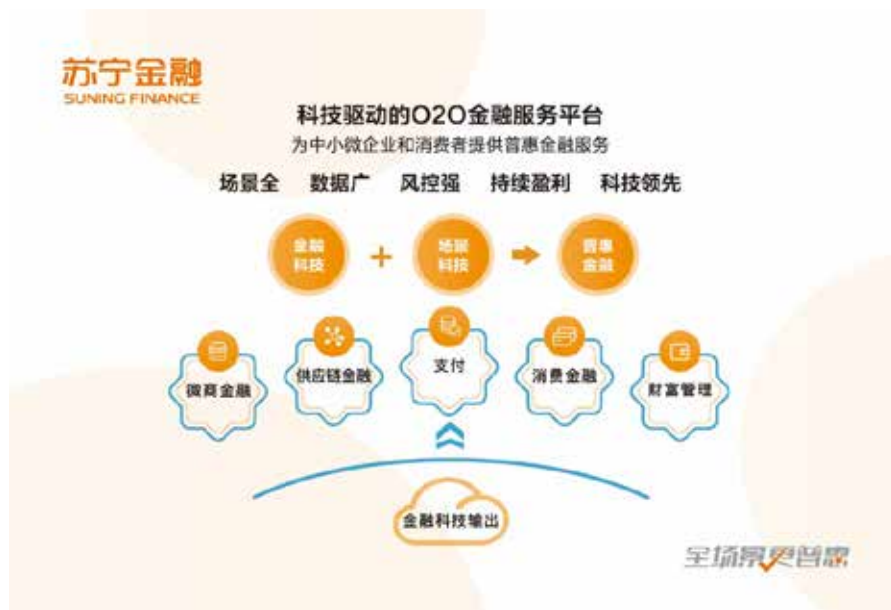 苏宁金融
SUNING FINANCE
科技驱动的O2O金融服务平台
为中小微企业和消费者提供普惠金融服务
场景全 数据广 风控强 持续盈利 科技领先
金融
科技
+
场景
科技
普惠
金融
微商金融
供应链金融
支付
消费金融
财富管理
金融科技输出
全场景更普惠